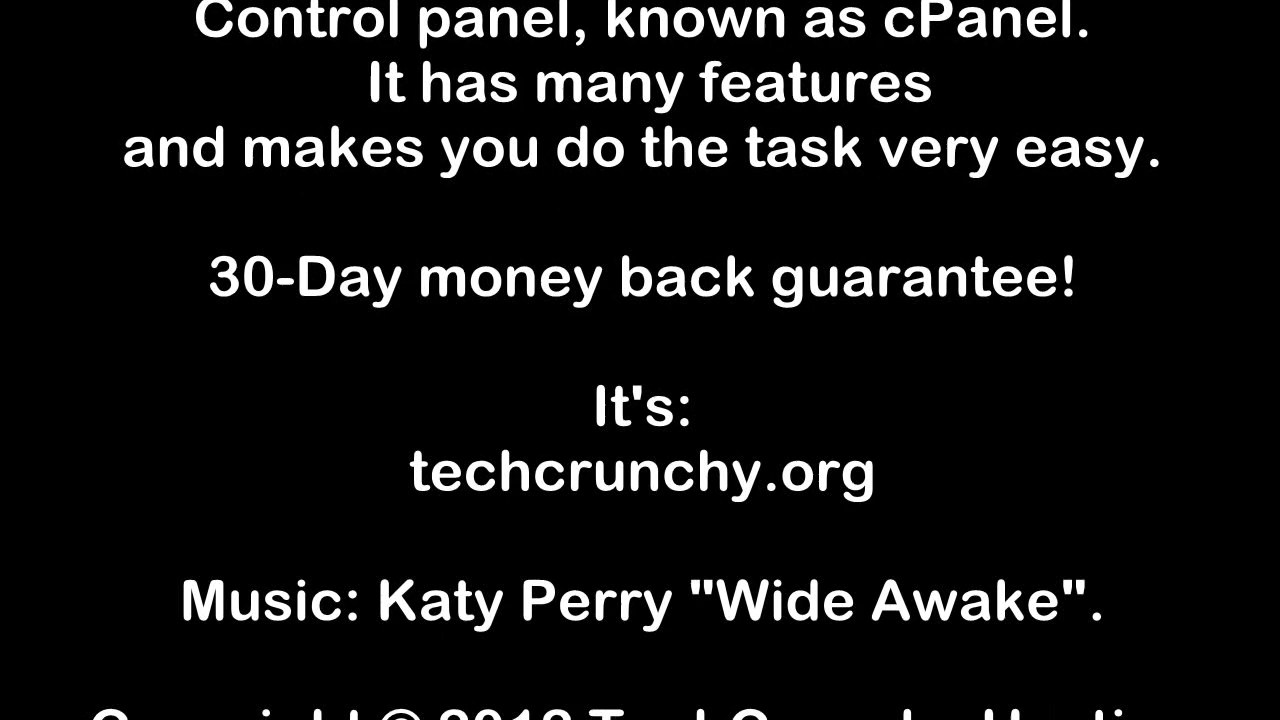 Control panel, known as cPanel.
It has many features
and makes you do the task very easy.
30-Day money back guarantee!
It's:
techcrunchy.org
Music: Katy Perry "Wide Awake".
Copyright ©